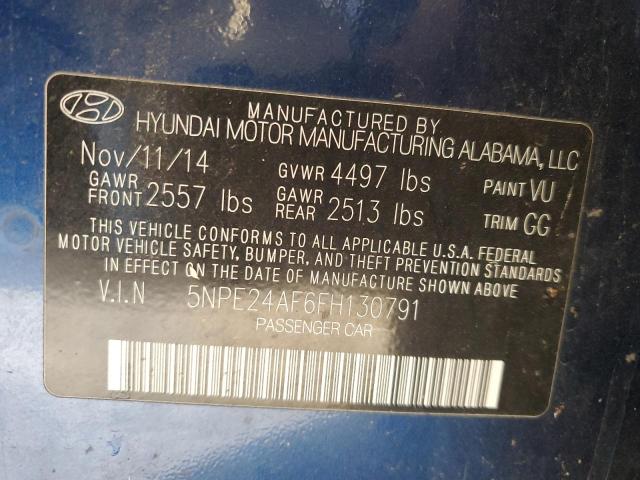 MANUFACTURED BY
HYUNDAI MOTOR MANUFACTURING ALABAMA, LLC
Nov/11/14 GVWR 4497 lbs PAINT VU
GAWR FRONT 2557 lbs GAWR REAR 2513 lbs TRIM GG
THIS VEHICLE CONFORMS TO ALL APPLICABLE U.S.A. FEDERAL
MOTOR VEHICLE SAFETY, BUMPER, AND THEFT PREVENTION STANDARDS
IN EFFECT ON THE DATE OF MANUFACTURE SHOWN ABOVE.
V.I.N 5NPE24AF6FH130791
PASSENGER CAR